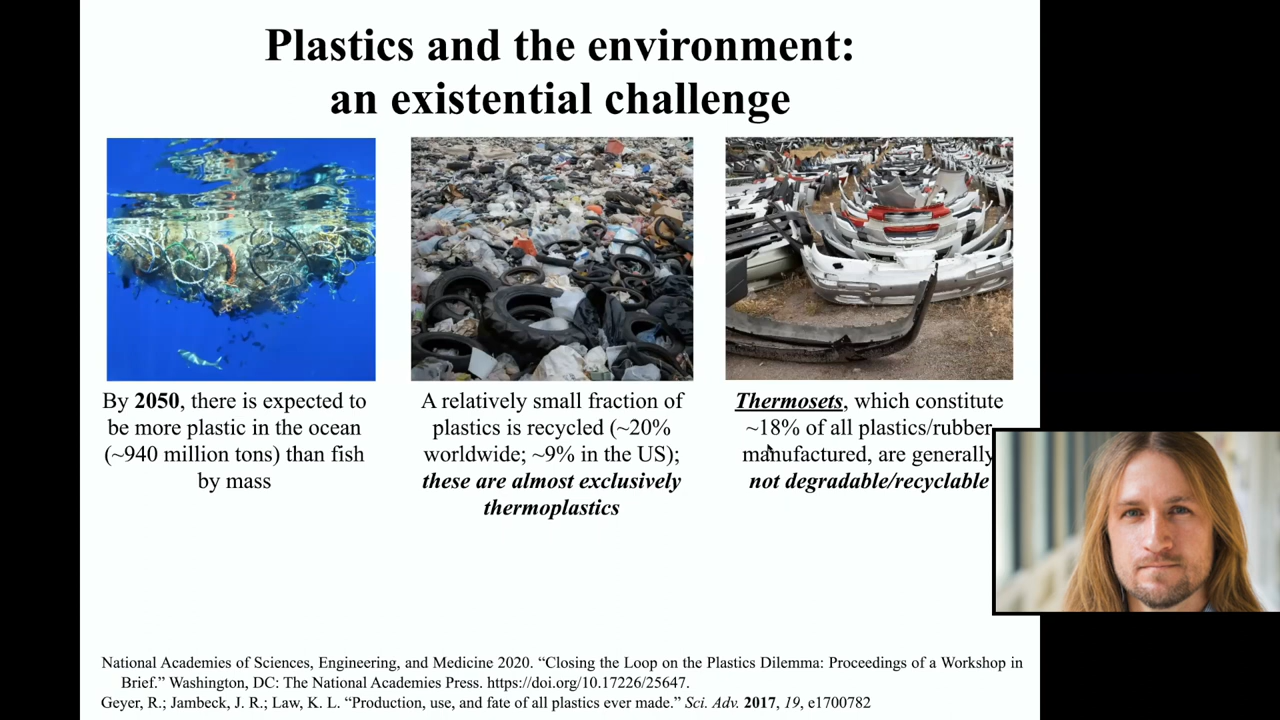 Plastics and the environment:
an existential challenge
By 2050, there is expected to
be more plastic in the ocean
(~940 million tons) than fish
by mass
A relatively small fraction of
plastics is recycled (~20%
worldwide; ~9% in the US);
these are almost exclusively
thermoplastics
Thermosets, which constitute
~18% of all plastics/rubber
manufactured, are generally
not degradable/recyclable
National Academies of Sciences, Engineering, and Medicine 2020. “Closing the Loop on the Plastics Dilemma: Proceedings of a Workshop in
Brief.” Washington, DC: The National Academies Press. https://doi.org/10.17226/25647.
Geyer, R.; Jambeck, J. R.; Law, K. L. “Production, use, and fate of all plastics ever made.” Sci. Adv. 2017, 19, e1700782